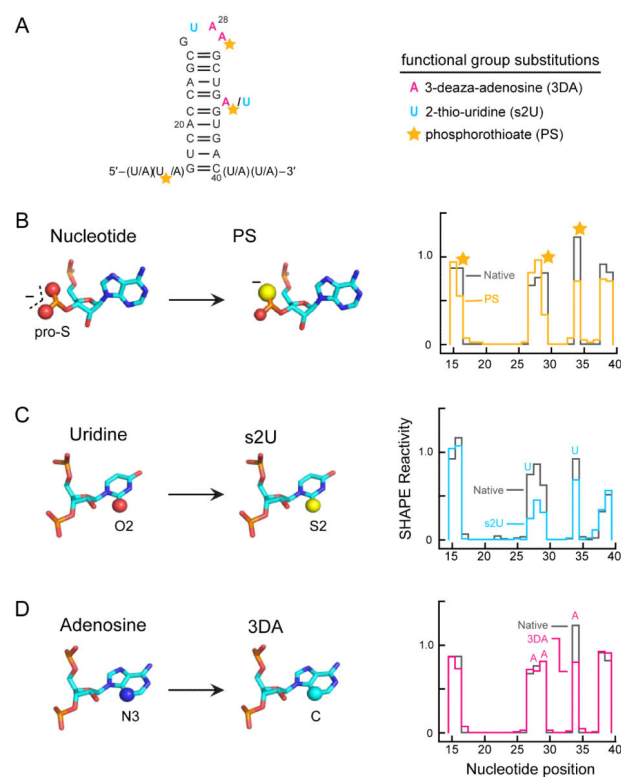 A
28
U A A
G
C G
G C
A U
C G
C G A/U
20 A U G
C G U
A G
C A
5′–(U/A)(U/A) G C (U/A)(U/A)–3′
40
functional group substitutions
A 3-deaza-adenosine (3DA)
U 2-thio-uridine (s2U)
phosphorothioate (PS)
B
Nucleotide
PS
–
pro-S
–
1.0
Native
PS
0
15 20 25 30 35 40
C
Uridine
s2U
O2
S2
SHAPE Reactivity
1.0
U
U
Native
s2U
0
15 20 25 30 35 40
D
Adenosine
3DA
N3
C
1.0
Native
3DA
A
A
A
0
15 20 25 30 35 40
Nucleotide position